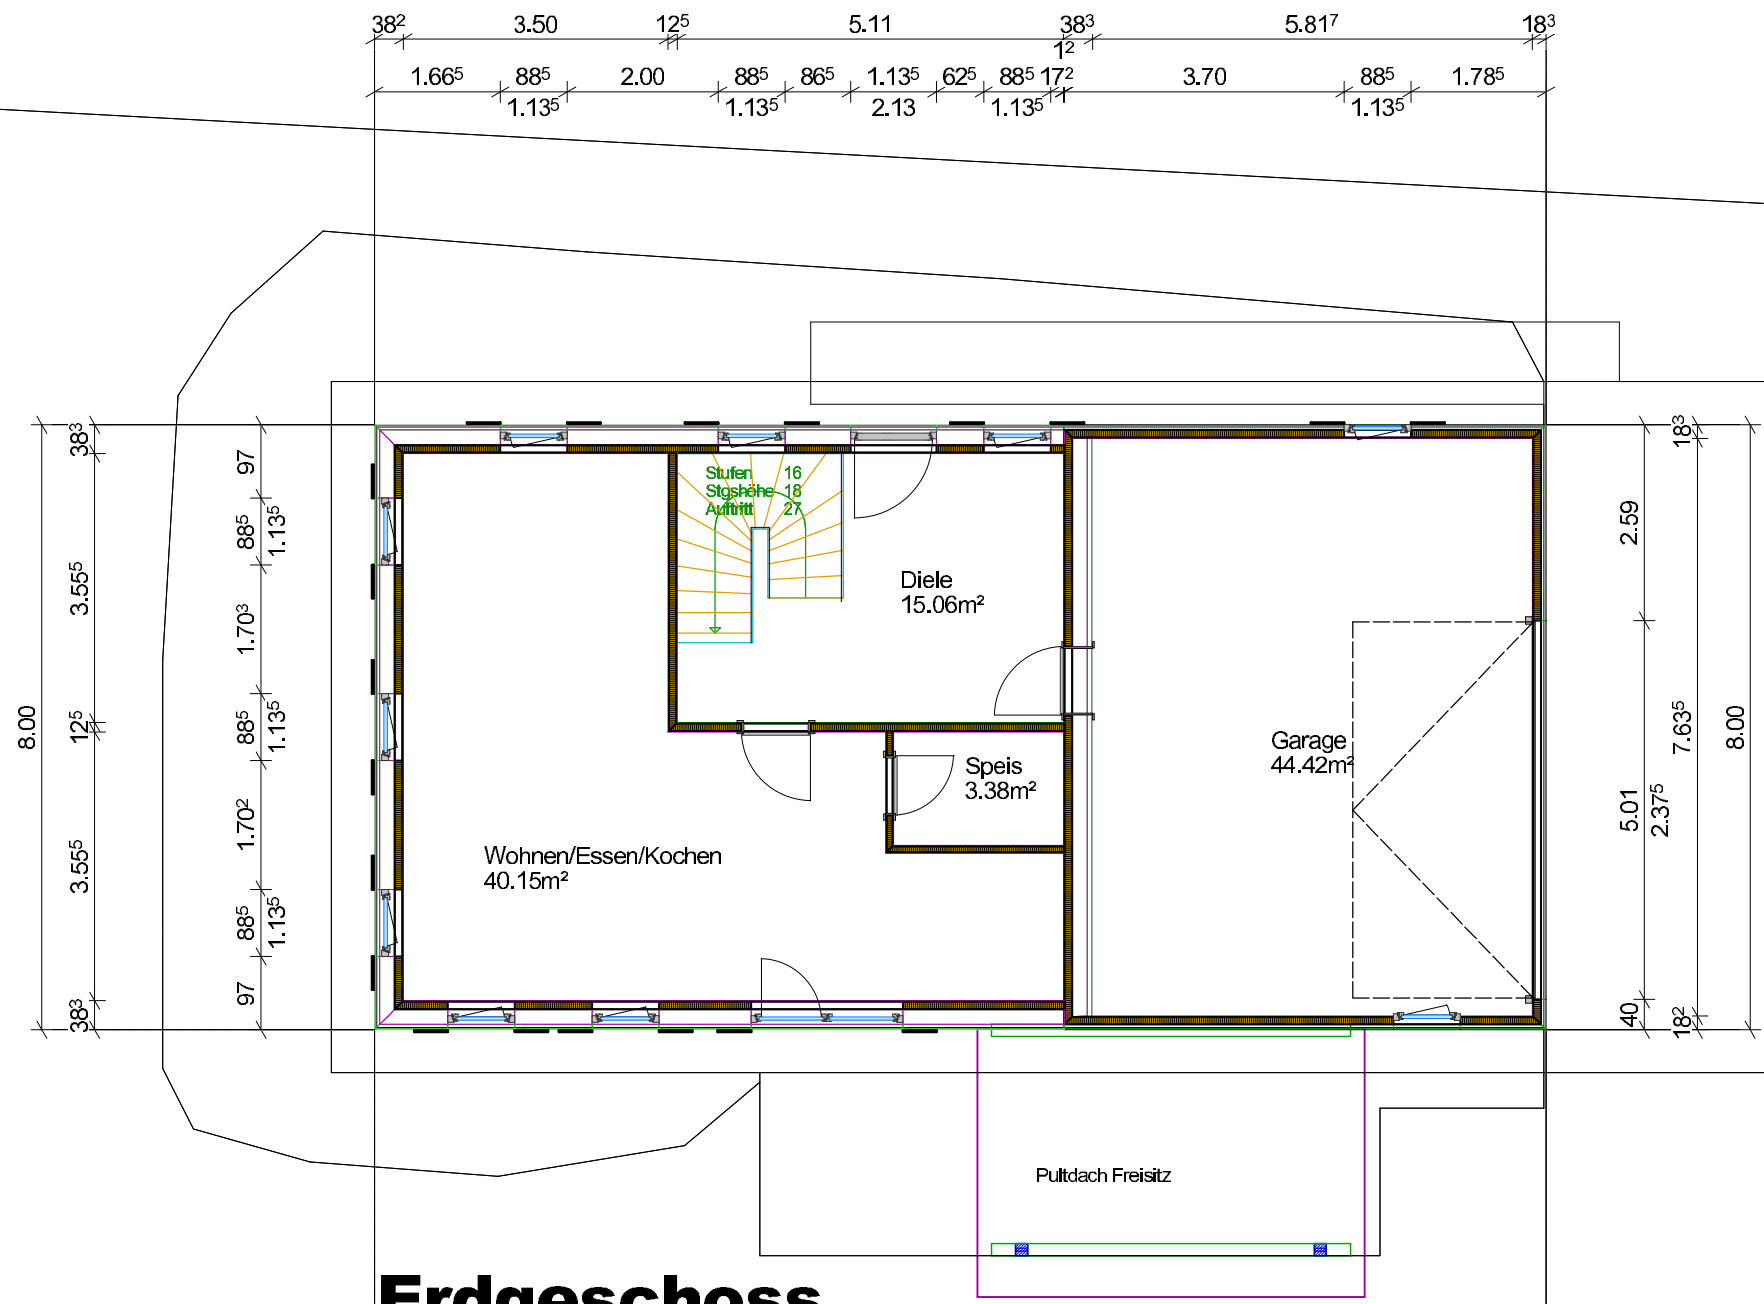 38² 3.50 12⁵ 5.11 38³ 5.81⁷ 18³
1²
1.66⁵ 88⁵ 2.00 88⁵ 86⁵ 1.13⁵ 62⁵ 88⁵ 17² 3.70 88⁵ 1.78⁵
1.13⁵ 1.13⁵ 2.13 1.13⁵ 1.13⁵
8.00
38³
3.55⁵
12⁵
3.55⁵
38³
97
88⁵
1.13⁵
1.70³
88⁵
1.13⁵
1.70²
88⁵
1.13⁵
97
Stufen 16
Stgshöhe 18
Auftritt 27
Diele
15.06m²
Speis
3.38m²
Wohnen/Essen/Kochen
40.15m²
Garage
44.42m²
2.59
5.01
2.37⁵
40
18³
7.63⁵
18²
8.00
Pultdach Freisitz
Erdgeschoss